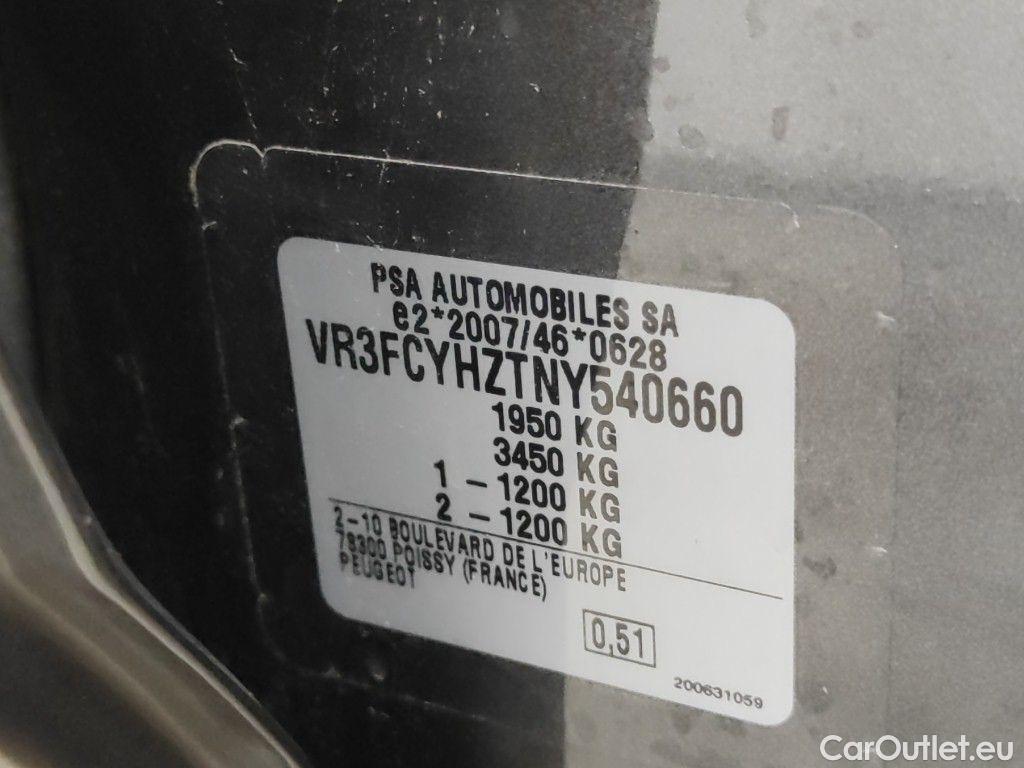 PSA AUTOMOBILES SA
e2*2007/46*0628
VR3FCYHZTNY540660
1950 KG
3450 KG
1 - 1200 KG
2 - 1200 KG
2-10 BOULEVARD DE L'EUROPE
78300 POISSY (FRANCE)
PEUGEOT
0,51
200631059
CarOutlet.eu